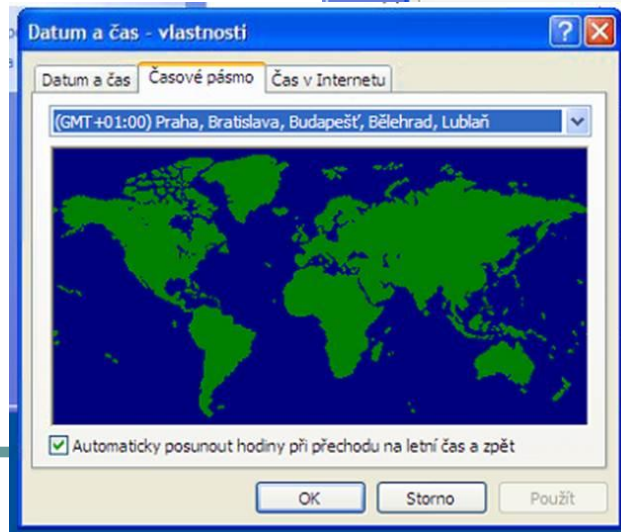 Datum a čas - vlastnosti
Datum a čas
Časové pásmo
Čas v Internetu
(GMT+01:00) Praha, Bratislava, Budapešť, Bělehrad, Lublaň
Automaticky posunout hodiny při přechodu na letní čas a zpět
OK
Storno
Použít